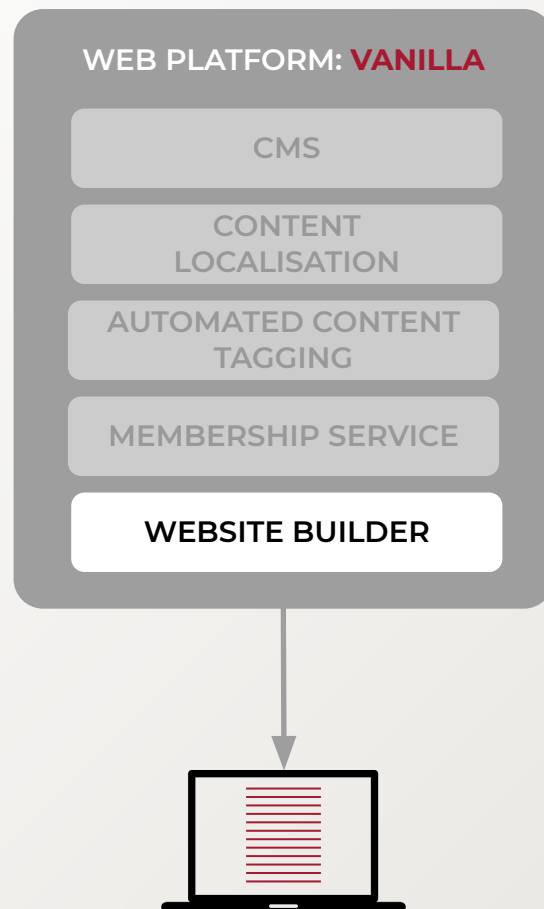 WEB PLATFORM: VANILLA
CMS
CONTENT
LOCALISATION
AUTOMATED CONTENT
TAGGING
MEMBERSHIP SERVICE
WEBSITE BUILDER